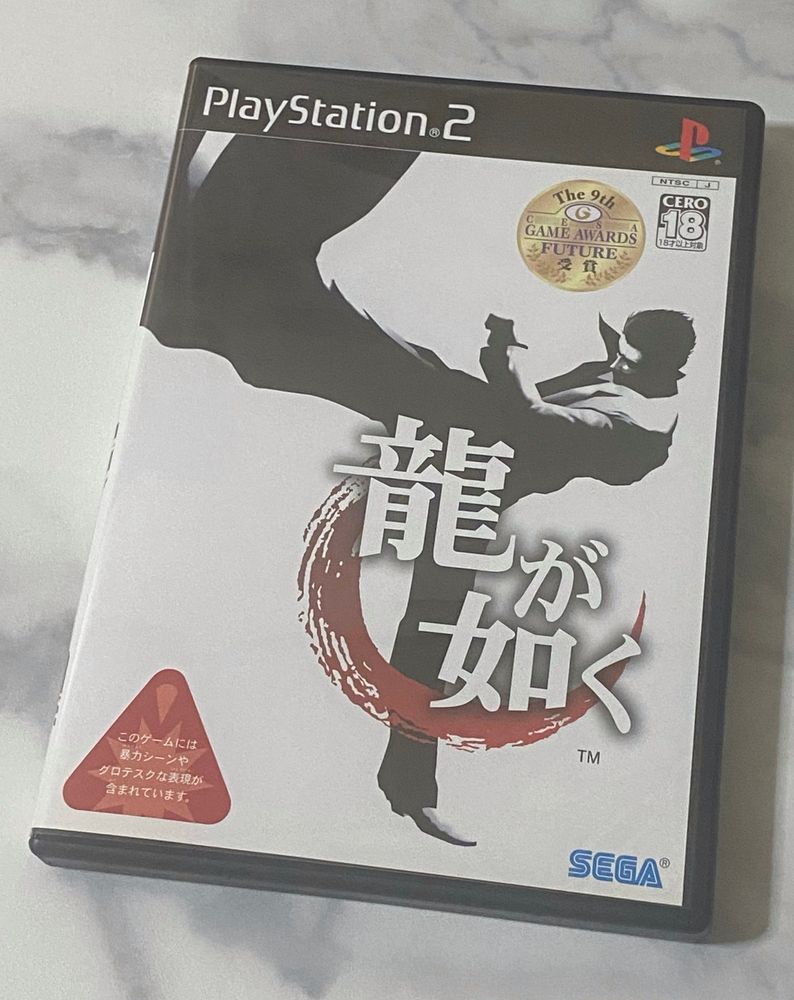 PlayStation®2
NTSC J
The 9th
CESA
GAME AWARDS
FUTURE
受賞
CERO
18
18才以上対象
龍が
如く
TM
このゲームには
暴力シーンや
グロテスクな表現が
含まれています。
SEGA®